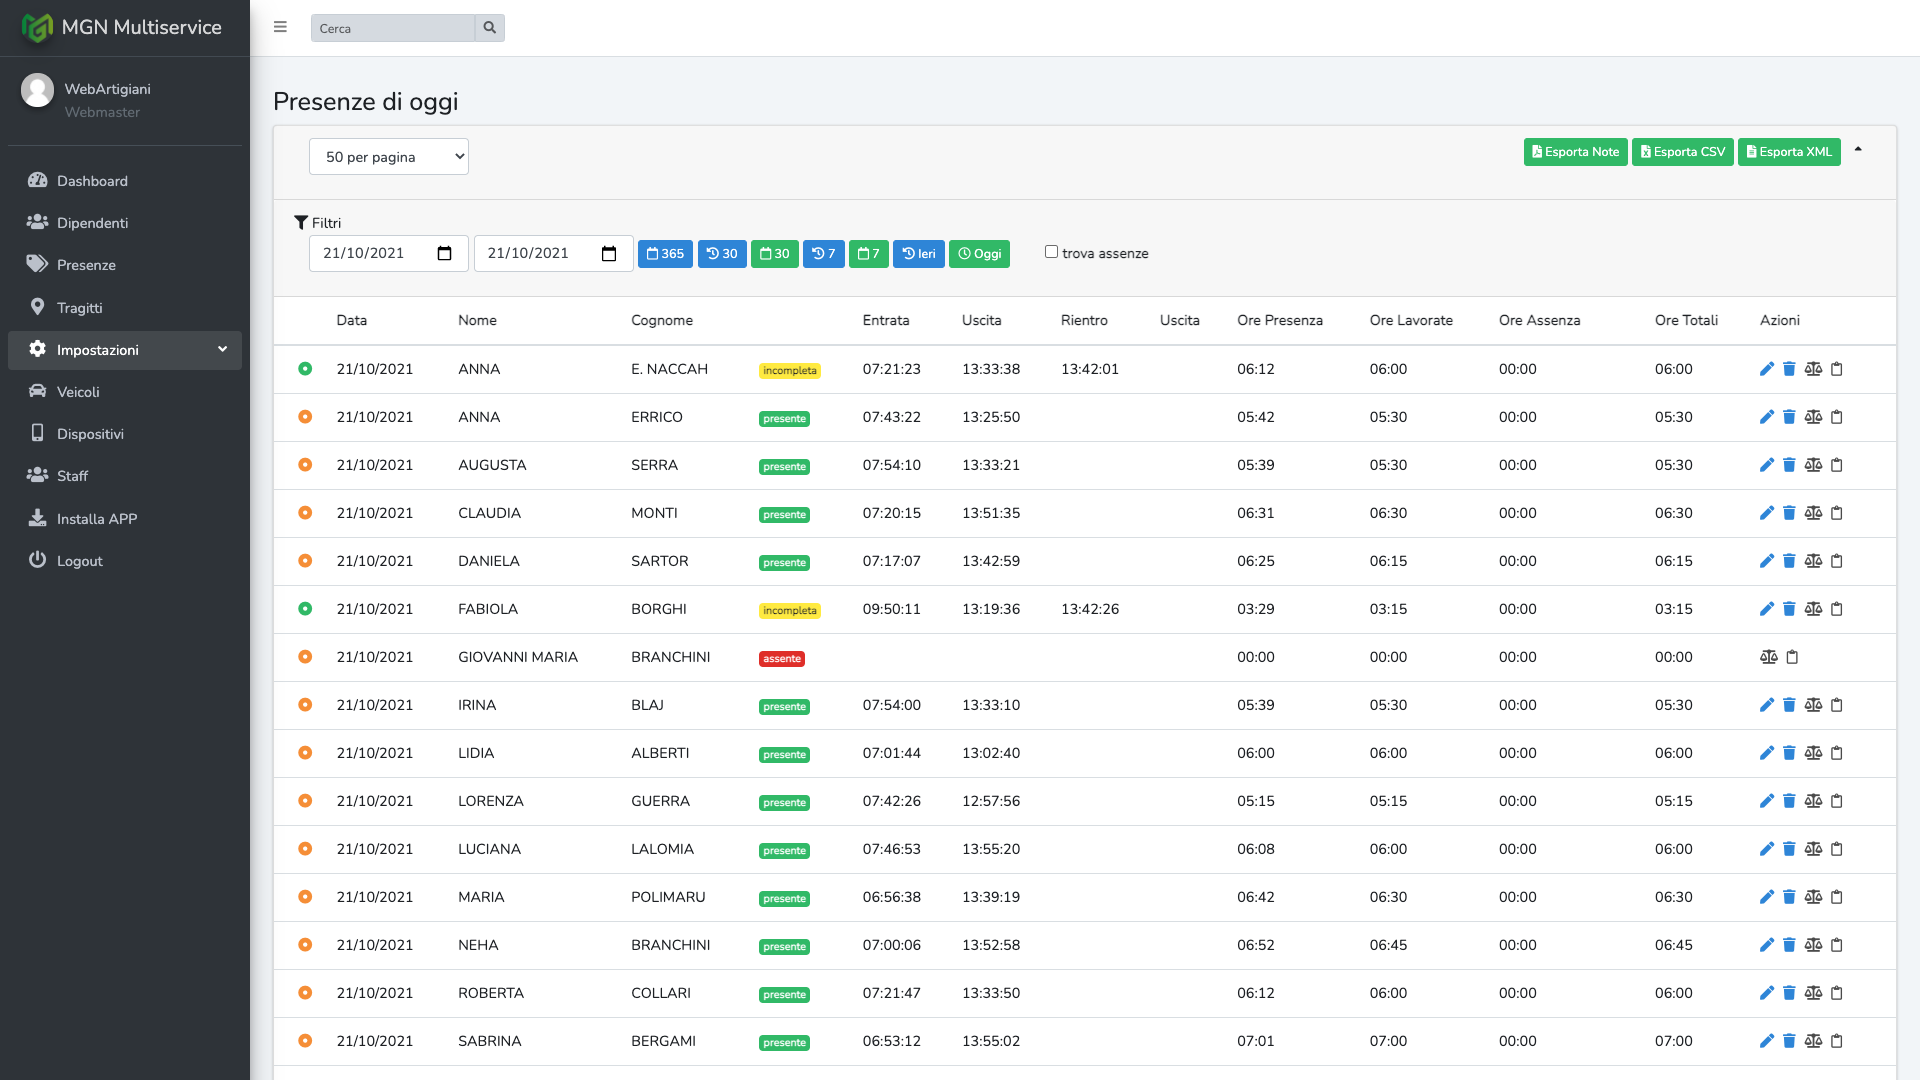 MGN Multiservice
Cerca
WebArtigiani
Webmaster
Dashboard
Dipendenti
Presenze
Tragitti
Impostazioni
Veicoli
Dispositivi
Staff
Installa APP
Logout
Presenze di oggi
50 per pagina
Esporta Note Esporta CSV Esporta XML
Filtri
21/10/2021 21/10/2021 365 30 30 7 7 Ieri Oggi trova assenze
Data Nome Cognome Entrata Uscita Rientro Uscita Ore Presenza Ore Lavorate Ore Assenza Ore Totali Azioni
21/10/2021 ANNA E. NACCAH incompleta 07:21:23 13:33:38 13:42:01 06:12 06:00 00:00 06:00
21/10/2021 ANNA ERRICO presente 07:43:22 13:25:50 05:42 05:30 00:00 05:30
21/10/2021 AUGUSTA SERRA presente 07:54:10 13:33:21 05:39 05:30 00:00 05:30
21/10/2021 CLAUDIA MONTI presente 07:20:15 13:51:35 06:31 06:30 00:00 06:30
21/10/2021 DANIELA SARTOR presente 07:17:07 13:42:59 06:25 06:15 00:00 06:15
21/10/2021 FABIOLA BORGHI incompleta 09:50:11 13:19:36 13:42:26 03:29 03:15 00:00 03:15
21/10/2021 GIOVANNI MARIA BRANCHINI assente 00:00 00:00 00:00 00:00
21/10/2021 IRINA BLAJ presente 07:54:00 13:33:10 05:39 05:30 00:00 05:30
21/10/2021 LIDIA ALBERTI presente 07:01:44 13:02:40 06:00 06:00 00:00 06:00
21/10/2021 LORENZA GUERRA presente 07:42:26 12:57:56 05:15 05:15 00:00 05:15
21/10/2021 LUCIANA LALOMIA presente 07:46:53 13:55:20 06:08 06:00 00:00 06:00
21/10/2021 MARIA POLIMARU presente 06:56:38 13:39:19 06:42 06:30 00:00 06:30
21/10/2021 NEHA BRANCHINI presente 07:00:06 13:52:58 06:52 06:45 00:00 06:45
21/10/2021 ROBERTA COLLARI presente 07:21:47 13:33:50 06:12 06:00 00:00 06:00
21/10/2021 SABRINA BERGAMI presente 06:53:12 13:55:02 07:01 07:00 00:00 07:00